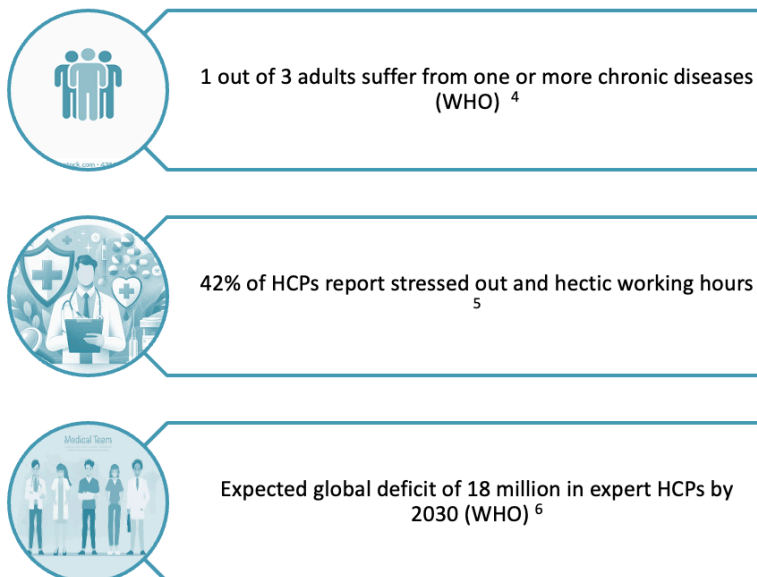 1 out of 3 adults suffer from one or more chronic diseases
(WHO) 4
42% of HCPs report stressed out and hectic working hours
5
Medical Team
Expected global deficit of 18 million in expert HCPs by
2030 (WHO) 6